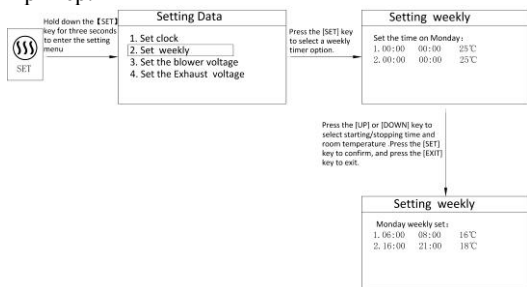 Hold down the【SET】
key for three seconds
to enter the setting
menu
SET
Setting Data
1. Set clock
2. Set weekly
3. Set the blower voltage
4. Set the Exhaust voltage
Press the [SET] key
to select a weekly
timer option.
Setting weekly
Set the time on Monday:
1. 00:00 00:00 25℃
2. 00:00 00:00 25℃
Press the [UP] or [DOWN] key to
select starting/stopping time and
room temperature .Press the [SET]
key to confirm, and press the [EXIT]
key to exit.
Setting weekly
Monday weekly set:
1. 06:00 08:00 16℃
2. 16:00 21:00 18℃